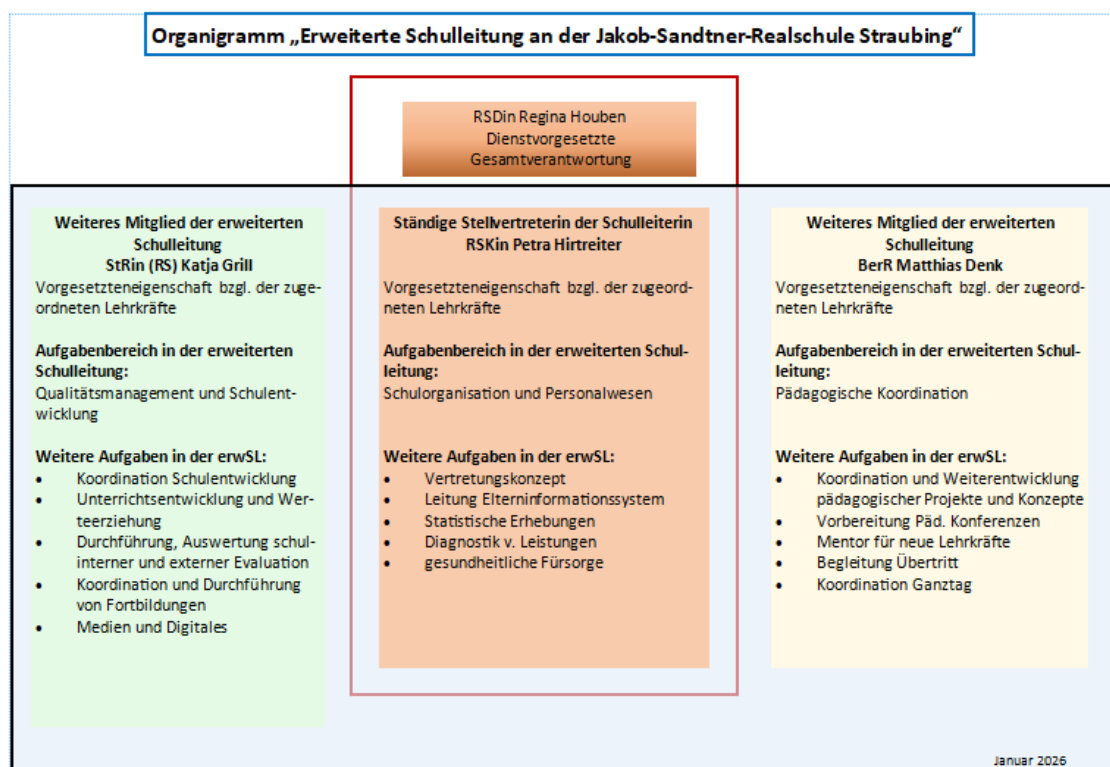 Organigramm „Erweiterte Schulleitung an der Jakob-Sandtner-Realschule Straubing“
RSDin Regina Houben
Dienstvorgesetzte
Gesamtverantwortung
Weiteres Mitglied der erweiterten
Schulleitung
StRin (RS) Katja Grill
Vorgesetzteneigenschaft bzgl. der zuge-
ordneten Lehrkräfte
Aufgabenbereich in der erweiterten
Schulleitung:
Qualitätsmanagement und Schulent-
wicklung
Weitere Aufgaben in der erwSL:
• Koordination Schulentwicklung
• Unterrichtsentwicklung und Wer-
teerziehung
• Durchführung, Auswertung schul-
interner und externer Evaluation
• Koordination und Durchführung
von Fortbildungen
• Medien und Digitales
Ständige Stellvertreterin der Schulleiterin
RSKin Petra Hirtreiter
Vorgesetzteneigenschaft bzgl. der zugeord-
neten Lehrkräfte
Aufgabenbereich in der erweiterten Schul-
leitung:
Schulorganisation und Personalwesen
Weitere Aufgaben in der erwSL:
• Vertretungskonzept
• Leitung Elterninformationssystem
• Statistische Erhebungen
• Diagnostik v. Leistungen
• gesundheitliche Fürsorge
Weiteres Mitglied der erweiterten
Schulleitung
BerR Matthias Denk
Vorgesetzteneigenschaft bzgl. der zugeord-
neten Lehrkräfte
Aufgabenbereich in der erweiterten Schul-
leitung:
Pädagogische Koordination
Weitere Aufgaben in der erwSL:
• Koordination und Weiterentwicklung
pädagogischer Projekte und Konzepte
• Vorbereitung Päd. Konferenzen
• Mentor für neue Lehrkräfte
• Begleitung Übertritt
• Koordination Ganztag
Januar 2026